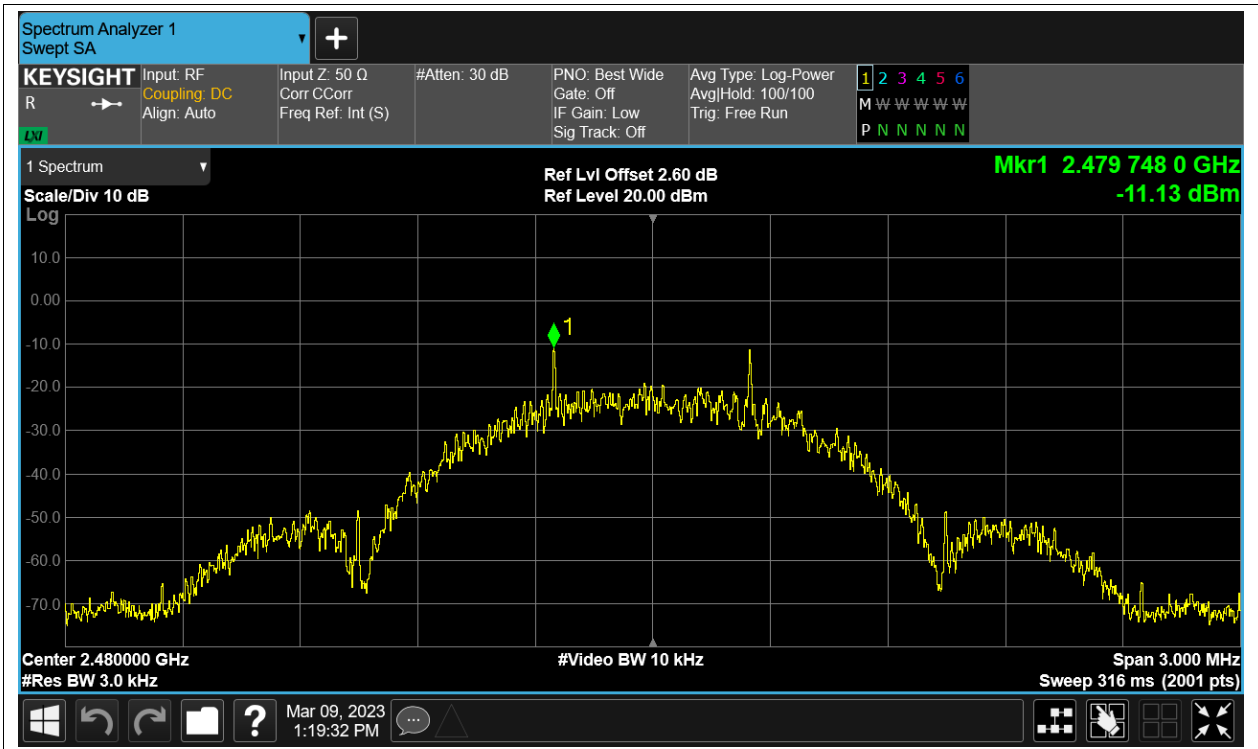 Spectrum Analyzer 1
Swept SA
KEYSIGHT
R
LXI
Input: RF
Coupling: DC
Align: Auto
Input Z: 50 Ω
Corr CCorr
Freq Ref: Int (S)
#Atten: 30 dB
PNO: Best Wide
Gate: Off
IF Gain: Low
Sig Track: Off
Avg Type: Log-Power
Avg|Hold: 100/100
Trig: Free Run
1 2 3 4 5 6
M W W W W W
P N N N N N
1 Spectrum
Scale/Div 10 dB
Log
Ref Lvl Offset 2.60 dB
Ref Level 20.00 dBm
Mkr1 2.479 748 0 GHz
-11.13 dBm
10.0
0.00
-10.0
-20.0
-30.0
-40.0
-50.0
-60.0
-70.0
1
Center 2.480000 GHz
#Res BW 3.0 kHz
#Video BW 10 kHz
Span 3.000 MHz
Sweep 316 ms (2001 pts)
?
Mar 09, 2023
1:19:32 PM